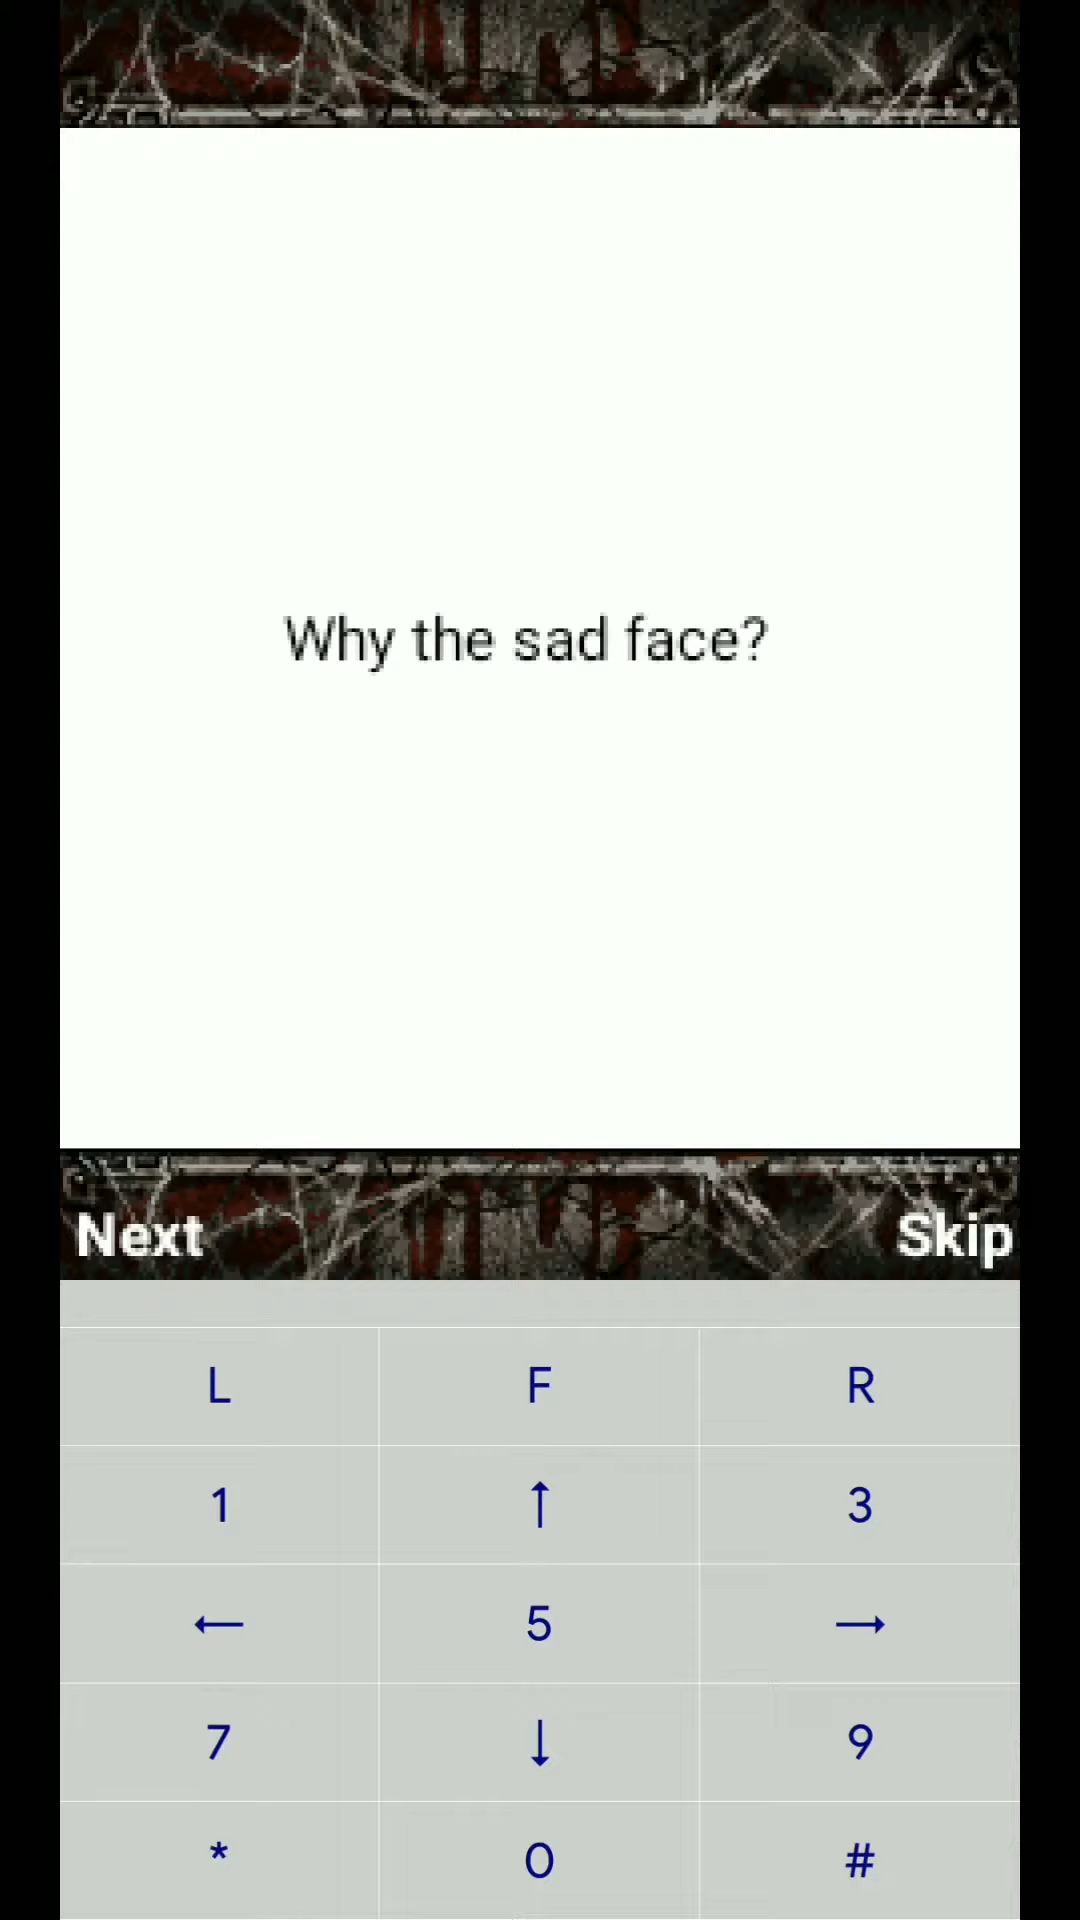 Why the sad face?
Next Skip
L F R
1 ↑ 3
← 5 →
7 ↓ 9
* 0 #